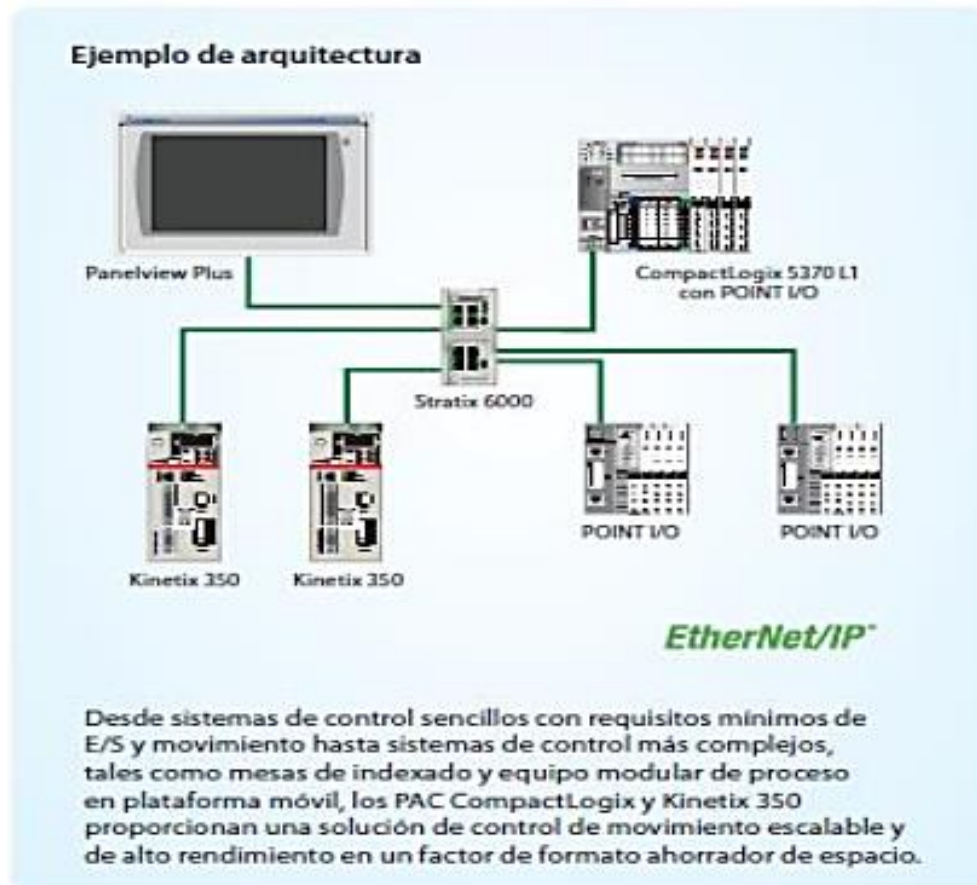 Ejemplo de arquitectura
Panelview Plus
CompactLogix 5370 L1
con POINT I/O
Stratix 6000
POINT I/O
POINT I/O
Kinetix 350
Kinetix 350
EtherNet/IP™
Desde sistemas de control sencillos con requisitos mínimos de
E/S y movimiento hasta sistemas de control más complejos,
tales como mesas de indexado y equipo modular de proceso
en plataforma móvil, los PAC CompactLogix y Kinetix 350
proporcionan una solución de control de movimiento escalable y
de alto rendimiento en un factor de formato ahorrador de espacio.